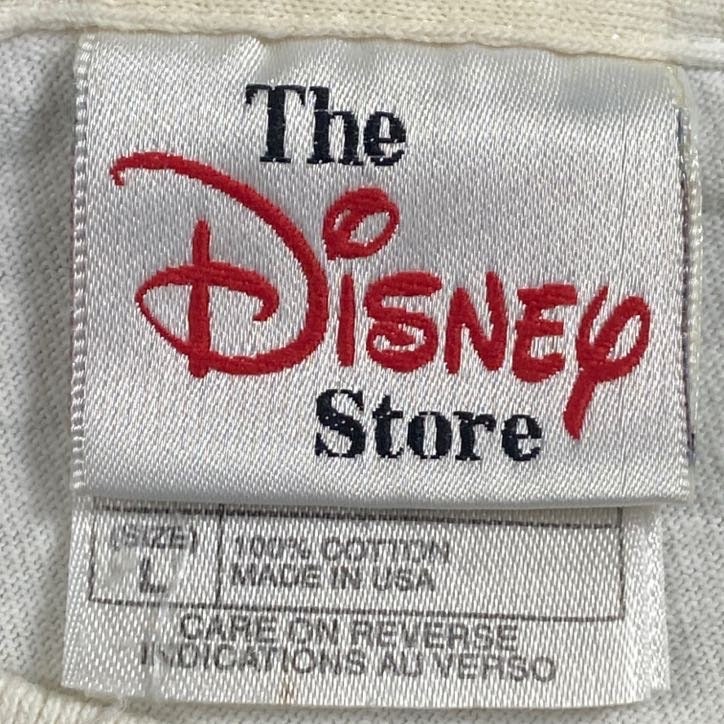 The
Disney
Store
(SIZE)
L
100% COTTON
MADE IN USA
CARE ON REVERSE
INDICATIONS AU VERSO